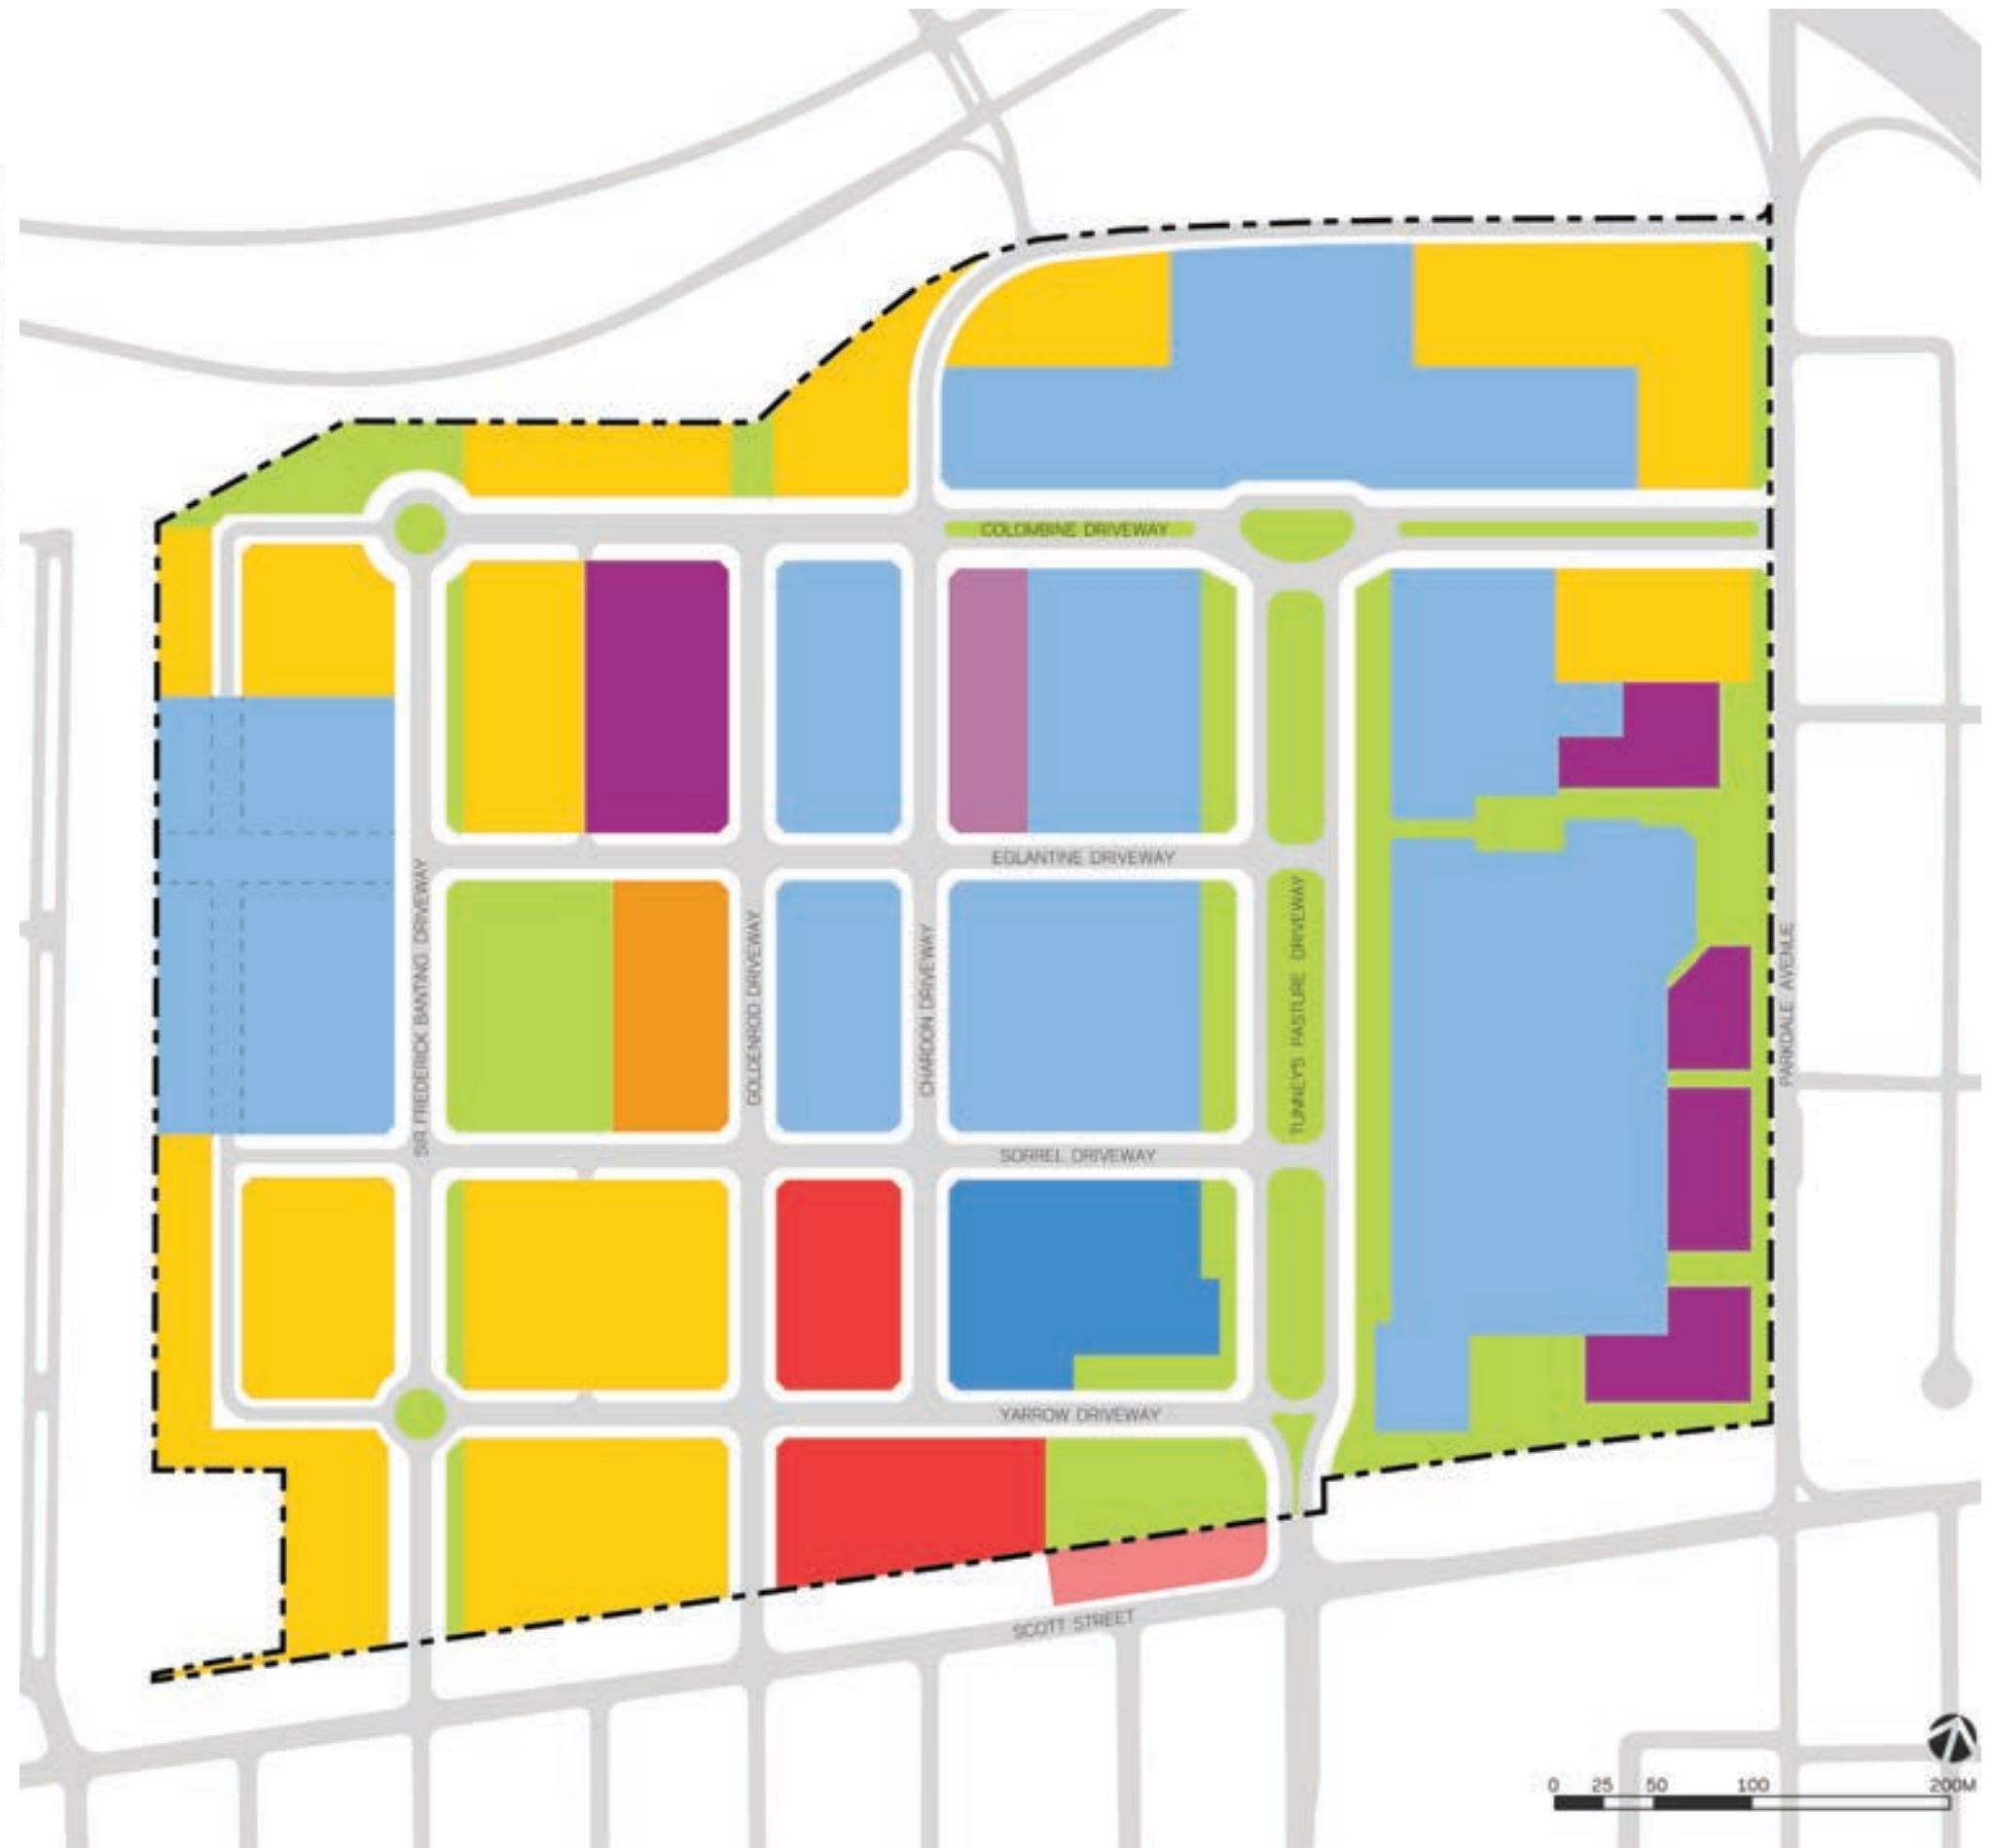 COLOMBINE DRIVEWAY
EGLANTINE DRIVEWAY
SIR FREDERICK BANTING DRIVEWAY
GOLDENROD DRIVEWAY
CHARDON DRIVEWAY
TUNNEYS PASTURE DRIVEWAY
PARKDALE AVENUE
SORREL DRIVEWAY
YARROW DRIVEWAY
SCOTT STREET
0 25 50 100 200M